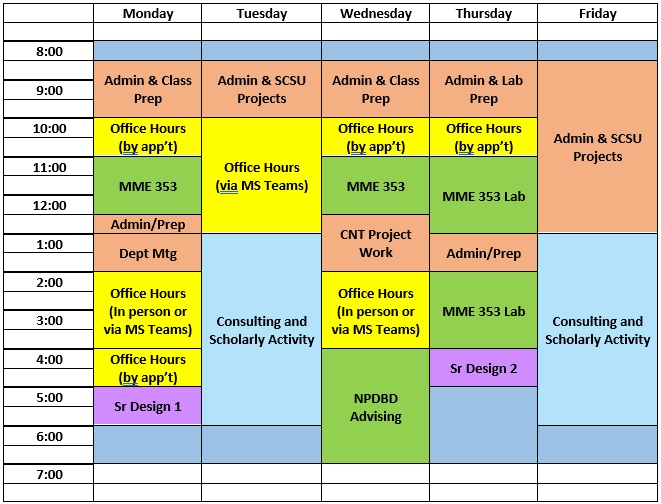 Monday Tuesday Wednesday Thursday Friday
8:00
9:00
Admin & Class
Prep
Admin & SCSU
Projects
Admin & Class
Prep
Admin & Lab
Prep
Admin & SCSU
Projects
10:00
Office Hours
(by app't)
Office Hours
(via MS Teams)
Office Hours
(by app't)
Office Hours
(by app't)
11:00
MME 353
MME 353
MME 353 Lab
12:00
Admin/Prep
CNT Project
Work
1:00
Dept Mtg
Consulting and
Scholarly Activity
Admin/Prep
Consulting and
Scholarly Activity
2:00
Office Hours
(In person or
via MS Teams)
Office Hours
(In person or
via MS Teams)
MME 353 Lab
3:00
4:00
Office Hours
(by app't)
NPDBD
Advising
Sr Design 2
5:00
Sr Design 1
6:00
7:00